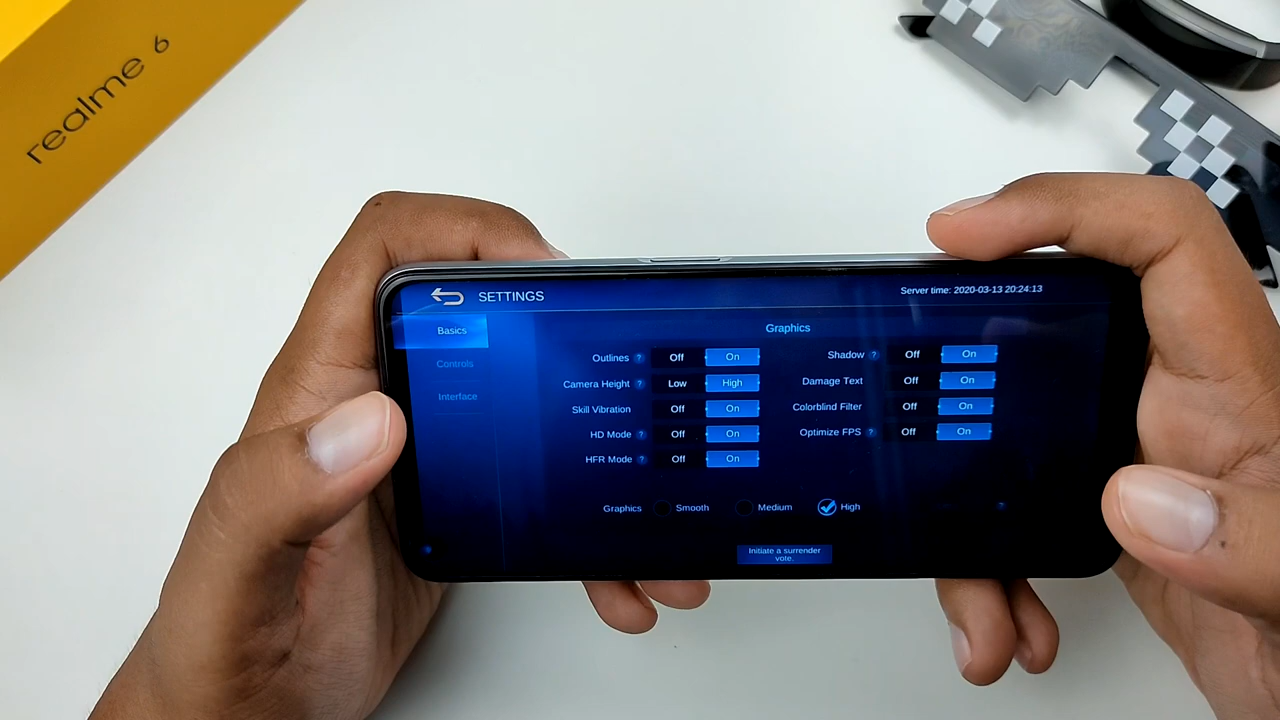 realme 6
SETTINGS
Server time: 2020-03-13 20:24:13
Basics
Controls
Interface
Graphics
Outlines ? Off On
Shadow ? Off On
Camera Height ? Low High
Damage Text Off On
Skill Vibration Off On
Colorblind Filter Off On
HD Mode ? Off On
Optimize FPS ? Off On
HFR Mode ? Off On
Graphics Smooth Medium High ?
Initiate a surrender
vote.